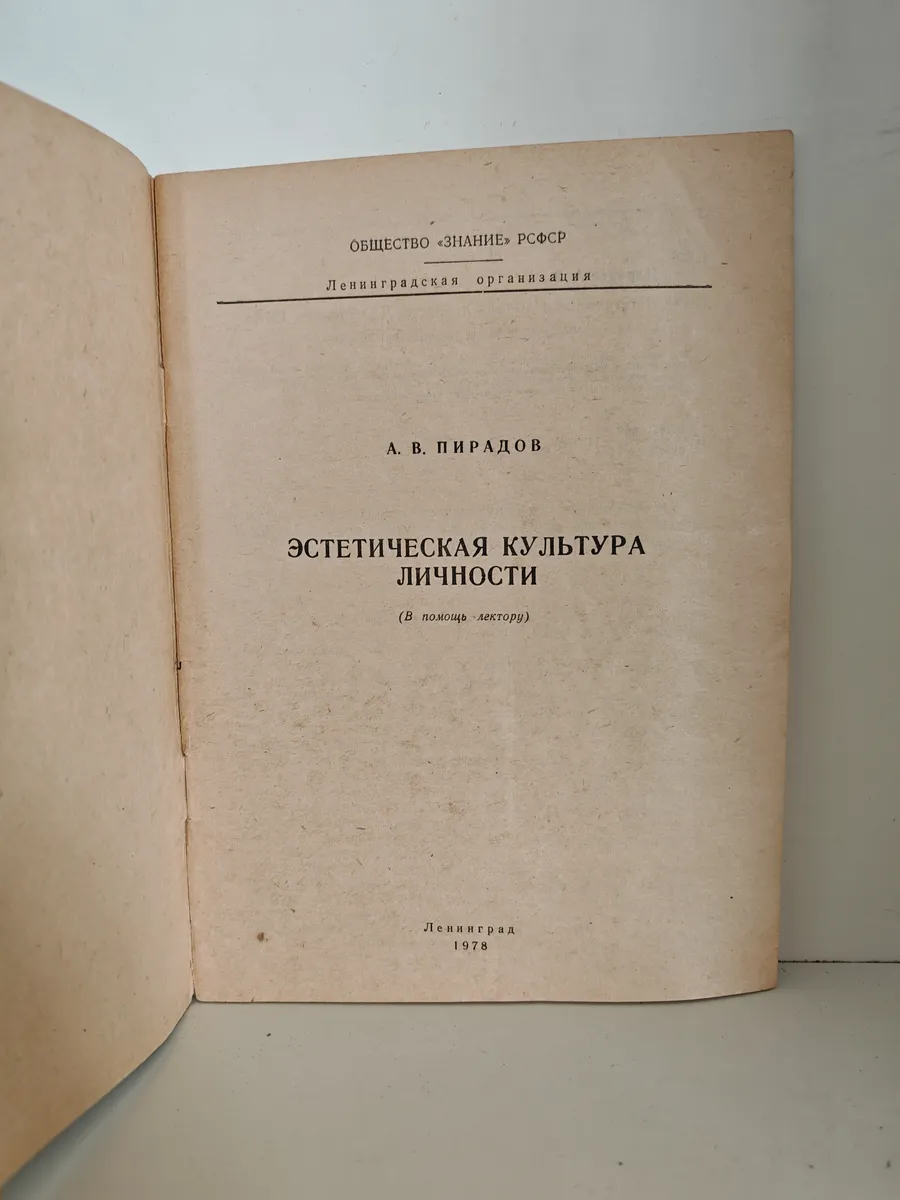 ОБЩЕСТВО «ЗНАНИЕ» РСФСР
Ленинградская организация
А. В. ПИРАДОВ
ЭСТЕТИЧЕСКАЯ КУЛЬТУРА
ЛИЧНОСТИ
(В помощь лектору)
Ленинград
1978